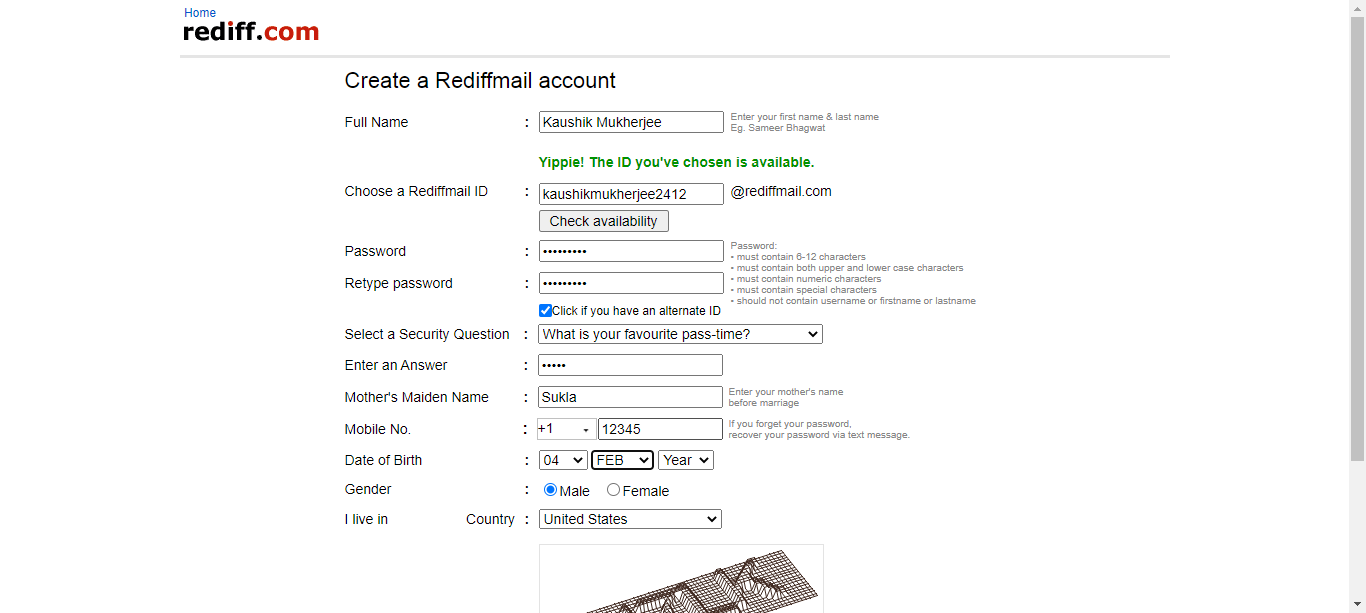 Home
rediff.com
Create a Rediffmail account
Full Name : Kaushik Mukherjee Enter your first name & last name
Eg. Sameer Bhagwat
Yippie! The ID you've chosen is available.
Choose a Rediffmail ID : kaushikmukherjee2412 @rediffmail.com
Check availability
Password : ••••••••• Password:
• must contain 6-12 characters
• must contain both upper and lower case characters
• must contain numeric characters
Retype password : •••••••••
• must contain special characters
• should not contain username or firstname or lastname
Click if you have an alternate ID
Select a Security Question : What is your favourite pass-time?
Enter an Answer : •••••
Mother's Maiden Name : Sukla Enter your mother's name
before marriage
Mobile No. : +1 12345 If you forget your password,
recover your password via text message.
Date of Birth : 04 FEB Year
Gender : Male Female
I live in Country : United States